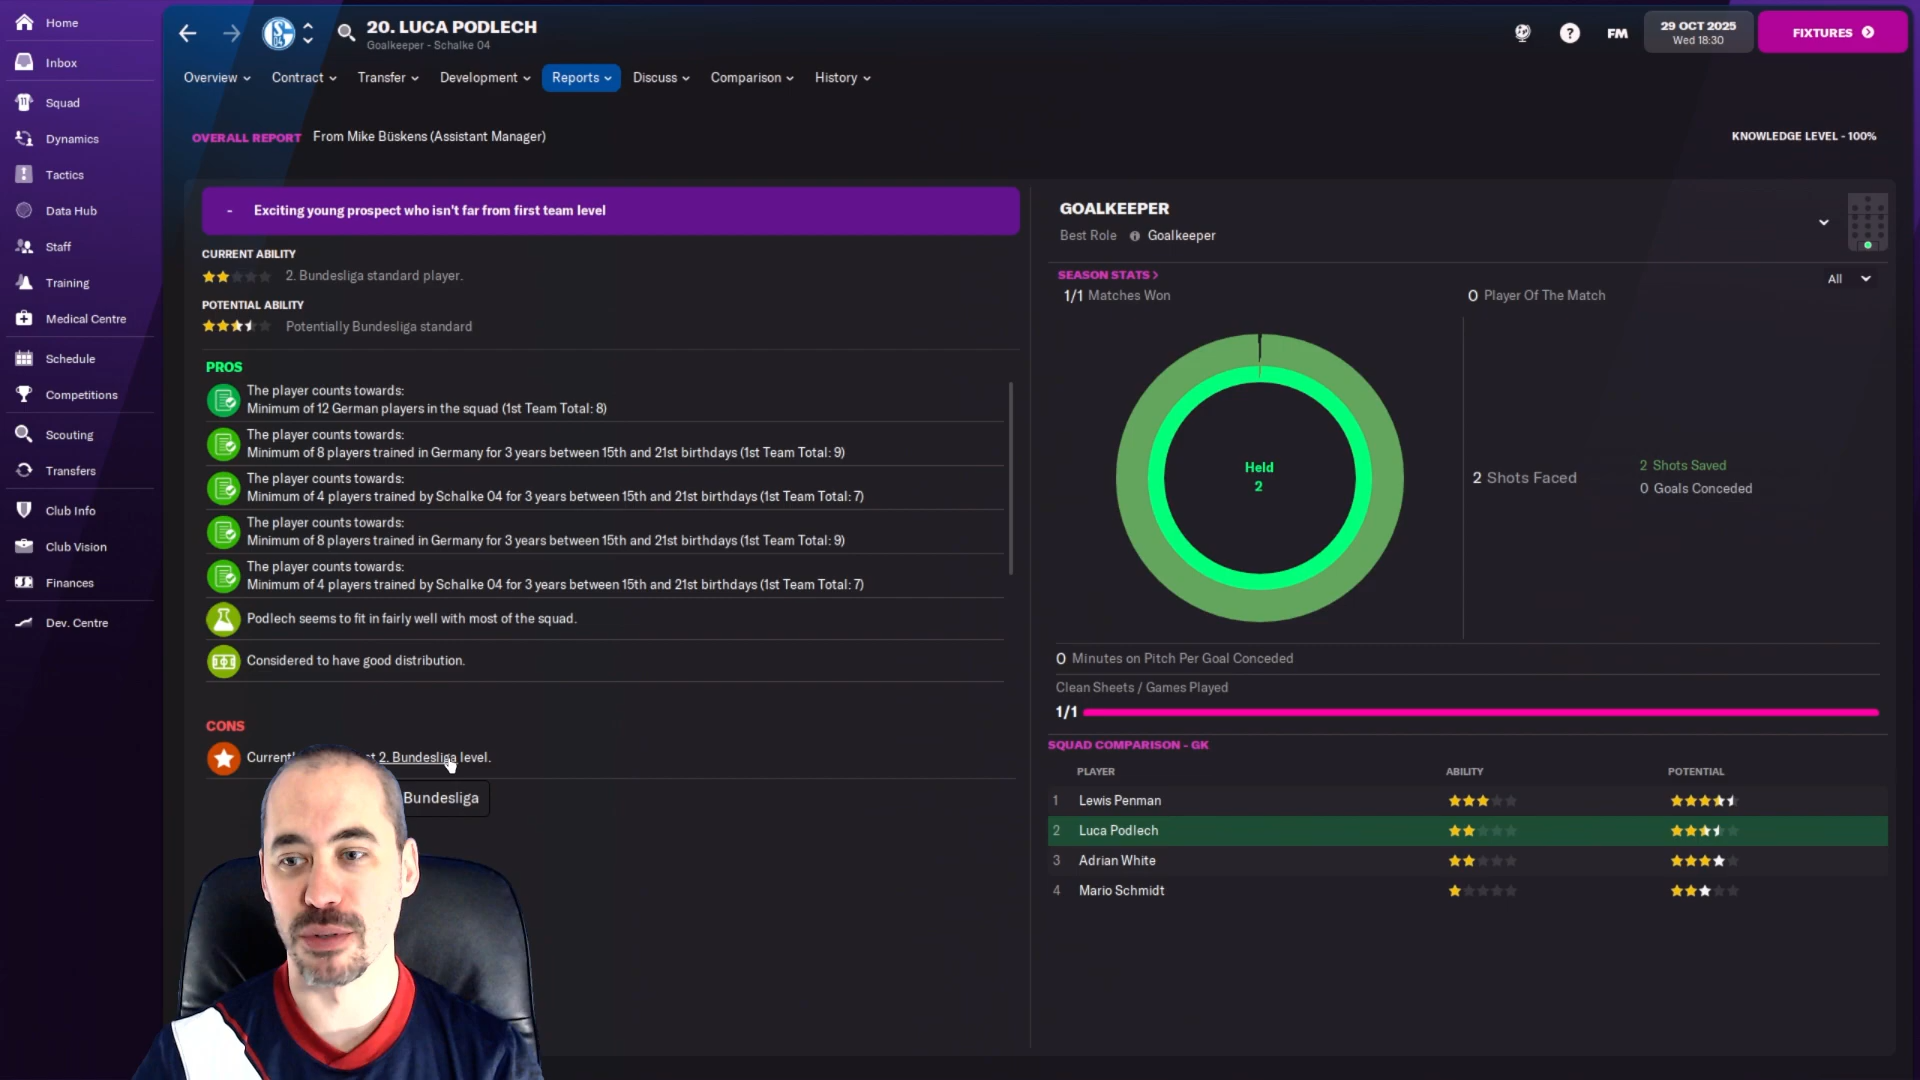 Home
Inbox
Squad
Dynamics
Tactics
Data Hub
Staff
Training
Medical Centre
Schedule
Competitions
Scouting
Transfers
Club Info
Club Vision
Finances
Dev. Centre
20. LUCA PODLECH
Goalkeeper - Schalke 04
FM
29 OCT 2025
Wed 18:30
FIXTURES
Overview
Contract
Transfer
Development
Reports
Discuss
Comparison
History
OVERALL REPORT From Mike Büskens (Assistant Manager)
KNOWLEDGE LEVEL - 100%
- Exciting young prospect who isn't far from first team level
CURRENT ABILITY
2. Bundesliga standard player.
POTENTIAL ABILITY
Potentially Bundesliga standard
PROS
The player counts towards:
Minimum of 12 German players in the squad (1st Team Total: 8)
The player counts towards:
Minimum of 8 players trained in Germany for 3 years between 15th and 21st birthdays (1st Team Total: 9)
The player counts towards:
Minimum of 4 players trained by Schalke 04 for 3 years between 15th and 21st birthdays (1st Team Total: 7)
The player counts towards:
Minimum of 8 players trained in Germany for 3 years between 15th and 21st birthdays (1st Team Total: 9)
The player counts towards:
Minimum of 4 players trained by Schalke 04 for 3 years between 15th and 21st birthdays (1st Team Total: 7)
Podlech seems to fit in fairly well with most of the squad.
Considered to have good distribution.
CONS
2. Bundesliga level.
Bundesliga
GOALKEEPER
Best Role Goalkeeper
SEASON STATS >
All
1/1 Matches Won
0 Player Of The Match
Held
2
2 Shots Faced
2 Shots Saved
0 Goals Conceded
0 Minutes on Pitch Per Goal Conceded
Clean Sheets / Games Played
1/1
SQUAD COMPARISON - GK
PLAYER ABILITY POTENTIAL
1 Lewis Penman
2 Luca Podlech
3 Adrian White
4 Mario Schmidt